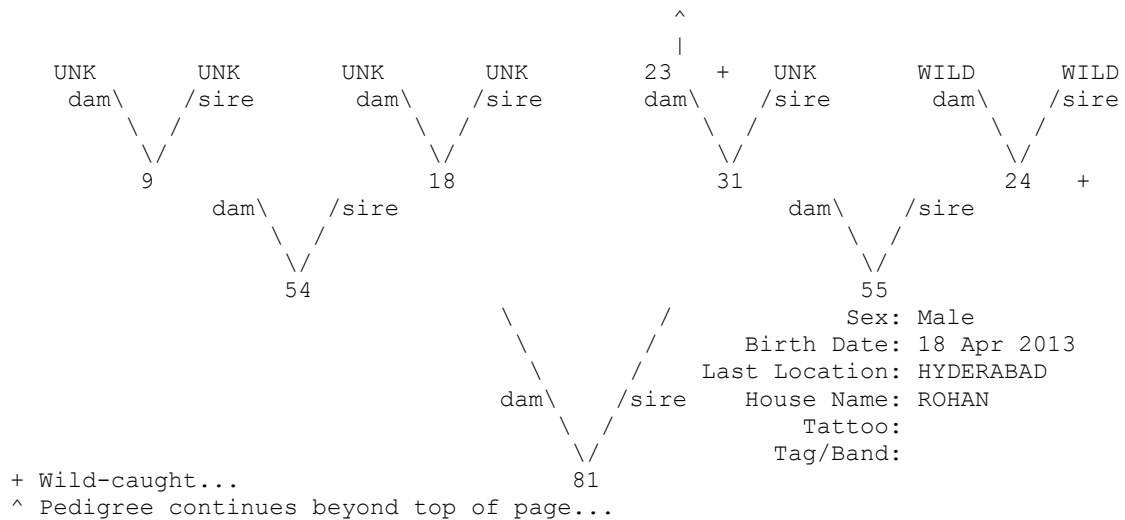 ^
|
UNK UNK UNK UNK 23 + UNK WILD WILD
dam\ /sire dam\ /sire dam\ /sire dam\ /sire
\ / \ / \ / \ /
\/ \/ \/ \/
9 18 31 24 +
dam\ /sire dam\ /sire
\ / \ /
\/ \/
54 55
\ / Sex: Male
\ / Birth Date: 18 Apr 2013
\ / Last Location: HYDERABAD
dam\ /sire House Name: ROHAN
\ / Tattoo:
\/ Tag/Band:
+ Wild-caught... 81
^ Pedigree continues beyond top of page...